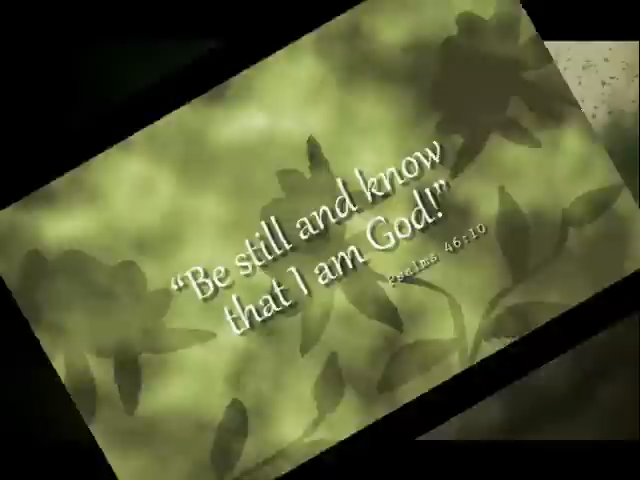 “Be still and know
that I am God!”
Psalms 46:10